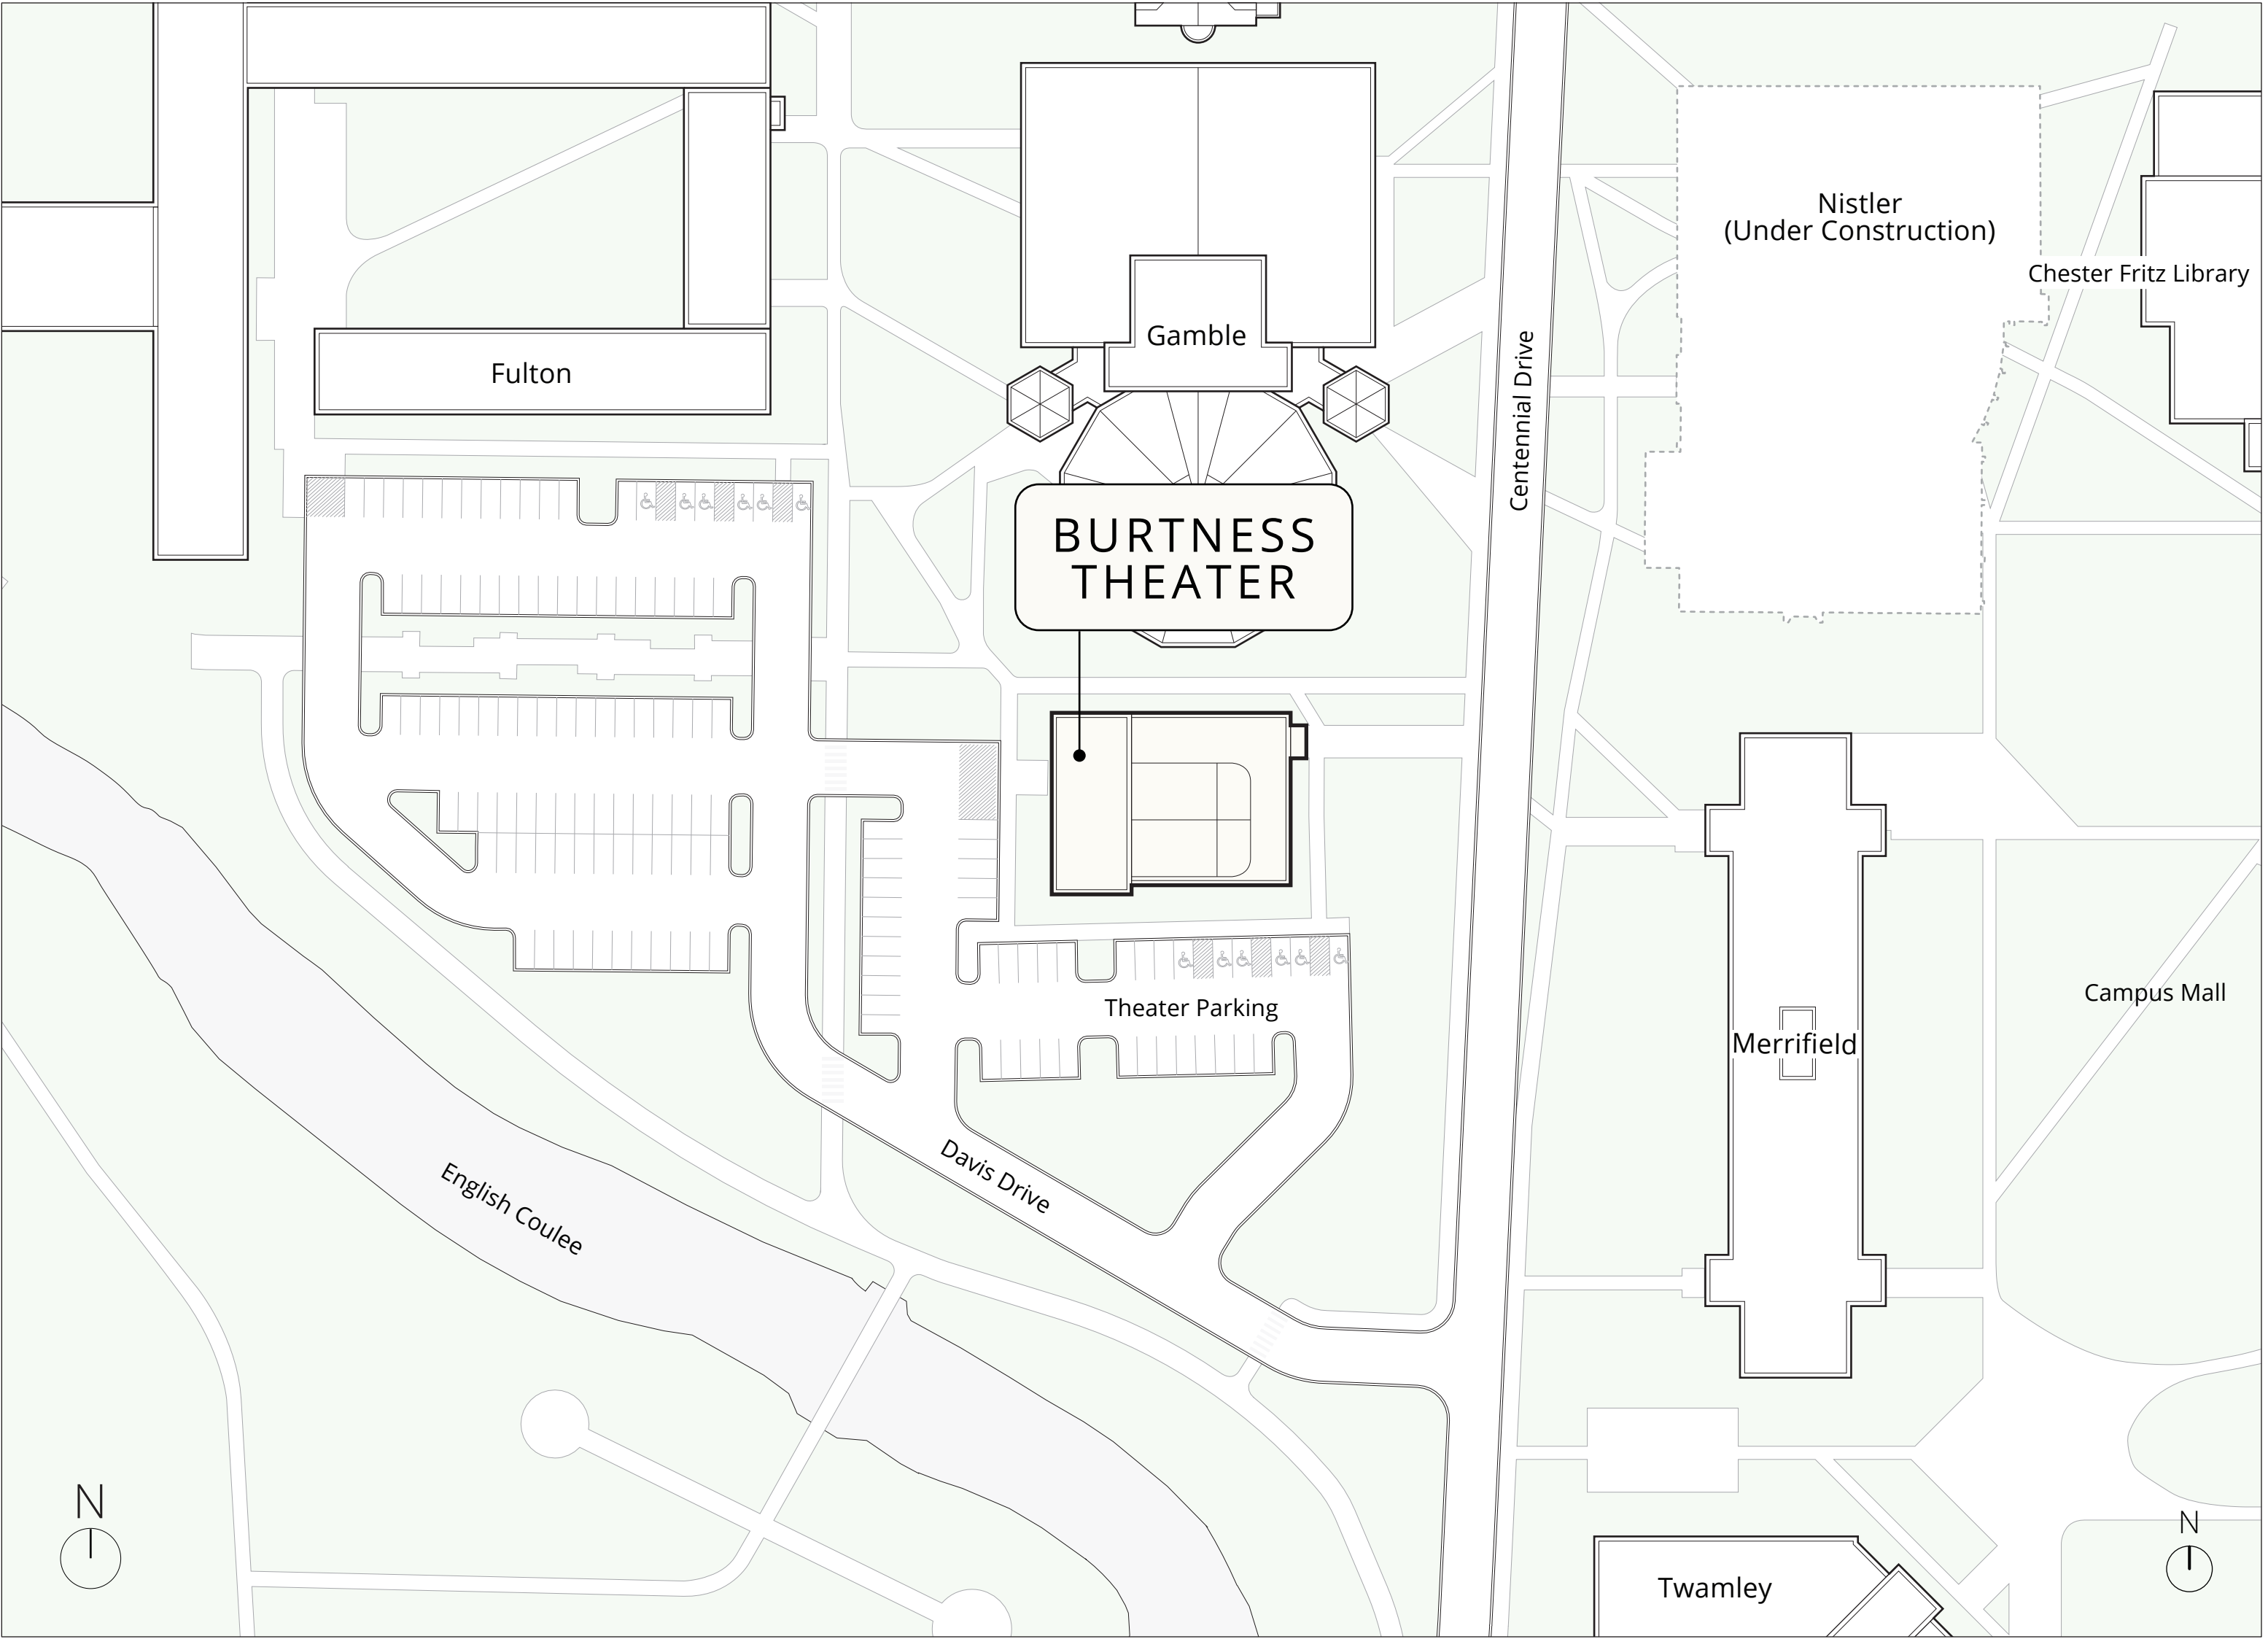 Nistler
(Under Construction)
Chester Fritz Library
Gamble
Fulton
Centennial Drive
BURTNESS
THEATER
Campus Mall
Theater Parking
Merrifield
Davis Drive
English Coulee
N
N
Twamley